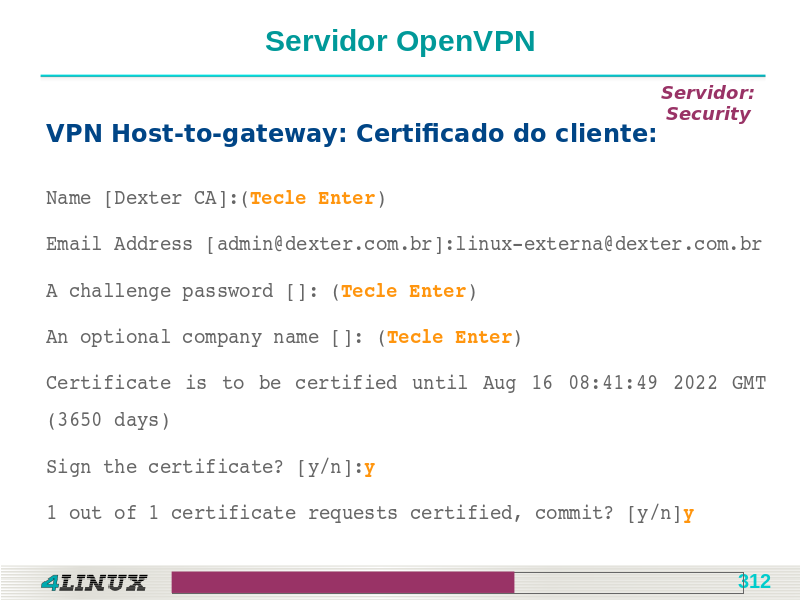 Servidor OpenVPN
Servidor:
Security
VPN Host-to-gateway: Certificado do cliente:
Name [Dexter CA]:(Tecle Enter)
Email Address [admin@dexter.com.br]:linux-externa@dexter.com.br
A challenge password []: (Tecle Enter)
An optional company name []: (Tecle Enter)
Certificate is to be certified until Aug 16 08:41:49 2022 GMT
(3650 days)
Sign the certificate? [y/n]:y
1 out of 1 certificate requests certified, commit? [y/n]y
4LINUX
312